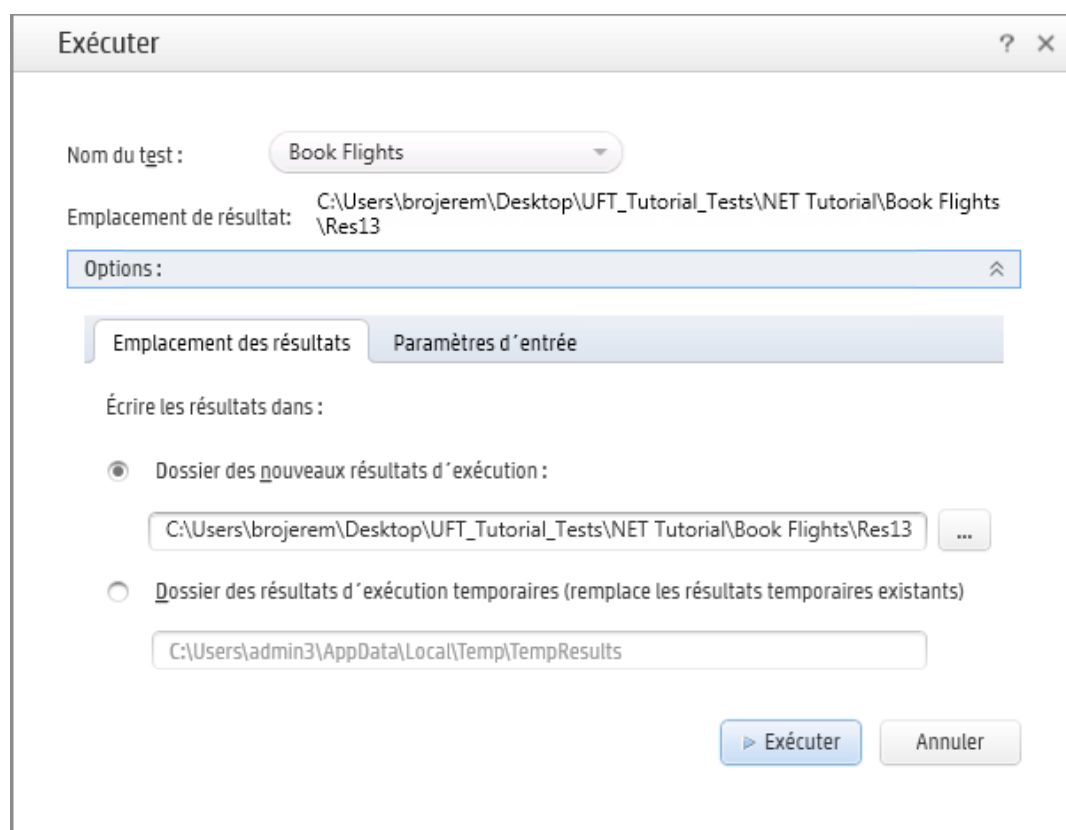 Exécuter ? ×
Nom du test : Book Flights
Emplacement de résultat: C:\Users\brojerem\Desktop\UFT_Tutorial_Tests\NET Tutorial\Book Flights
\Res13
Options :
Emplacement des résultats Paramètres d´entrée
Écrire les résultats dans :
Dossier des nouveaux résultats d´exécution :
C:\Users\brojerem\Desktop\UFT_Tutorial_Tests\NET Tutorial\Book Flights\Res13 ...
Dossier des résultats d´exécution temporaires (remplace les résultats temporaires existants)
C:\Users\admin3\AppData\Local\Temp\TempResults
Exécuter Annuler